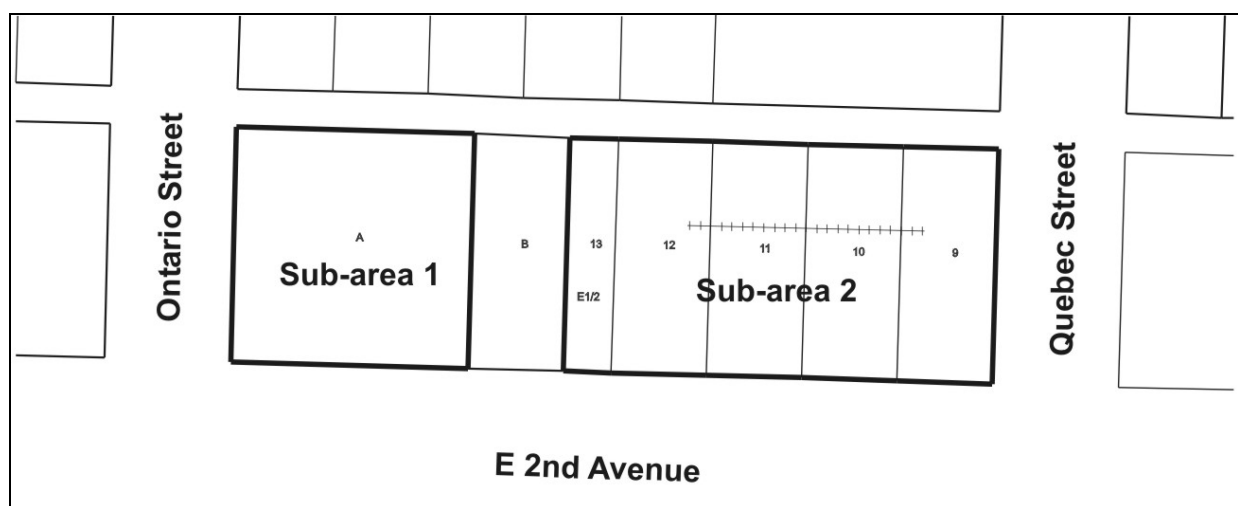 Ontario Street
A
Sub-area 1
B
13
E1/2
12
11
10
9
Sub-area 2
Quebec Street
E 2nd Avenue